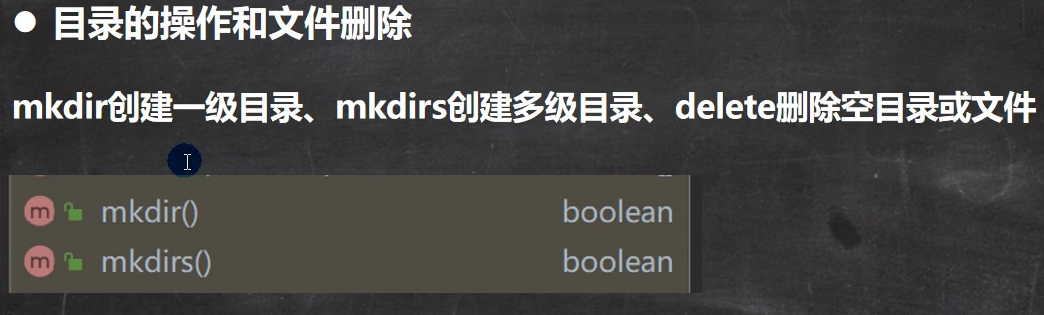 ● 目录的操作和文件删除
mkdir创建一级目录、mkdirs创建多级目录、delete删除空目录或文件
m mkdir() boolean
m mkdirs() boolean